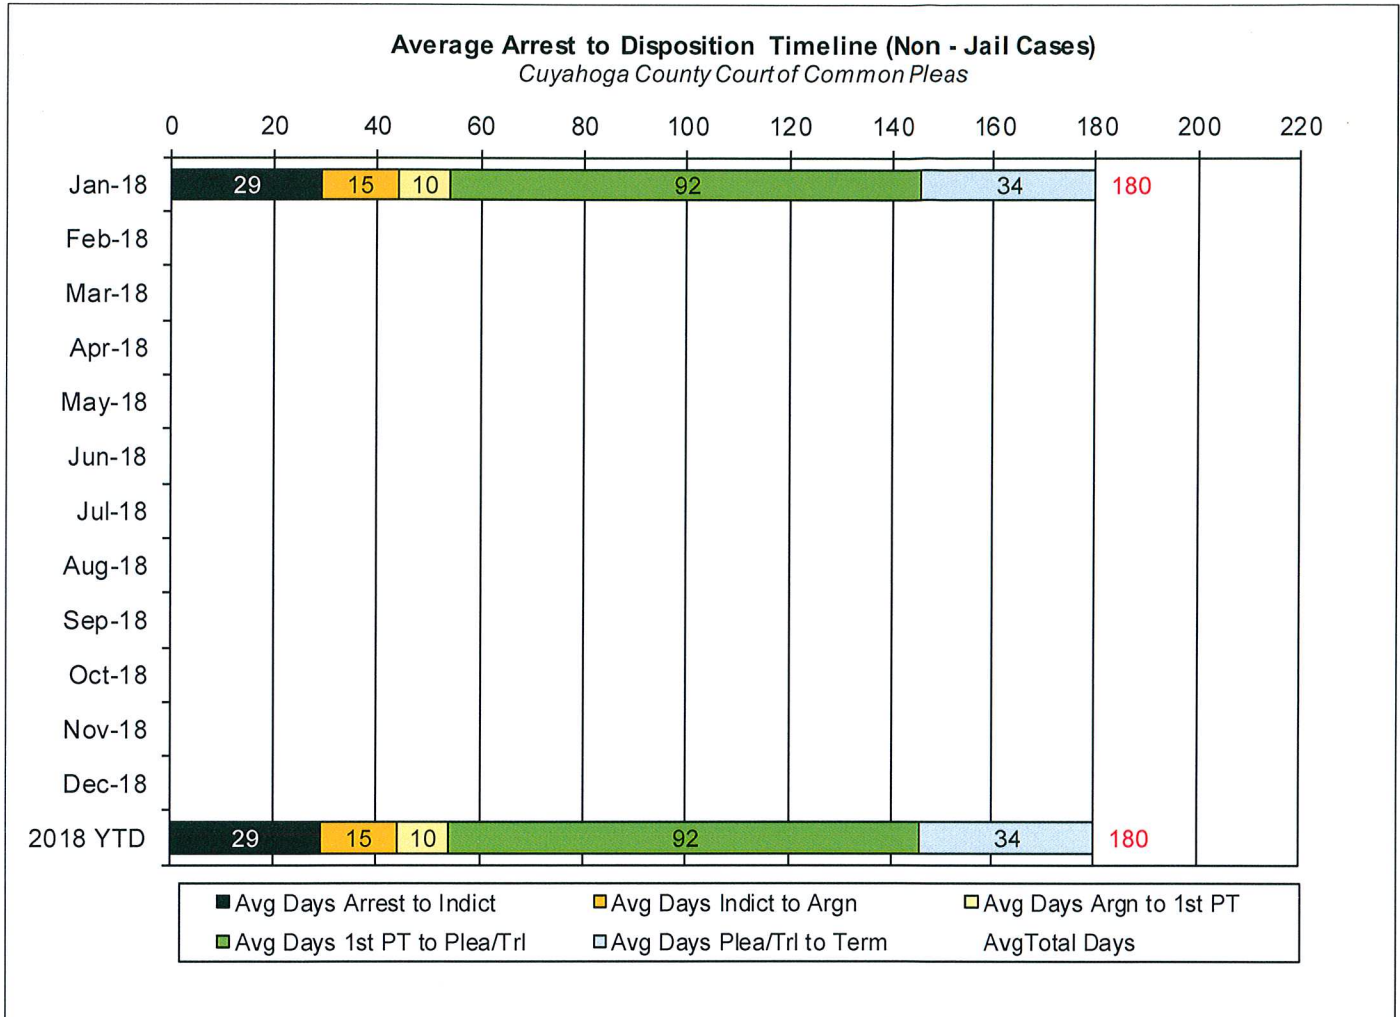 Average Arrest to Disposition Timeline (Non - Jail Cases)
Cuyahoga County Court of Common Pleas
0 20 40 60 80 100 120 140 160 180 200 220
Jan-18 29 15 10 92 34 180
Feb-18
Mar-18
Apr-18
May-18
Jun-18
Jul-18
Aug-18
Sep-18
Oct-18
Nov-18
Dec-18
2018 YTD 29 15 10 92 34 180
Avg Days Arrest to Indict Avg Days Indict to Argn Avg Days Argn to 1st PT
Avg Days 1st PT to Plea/Trl Avg Days Plea/Trl to Term AvgTotal Days